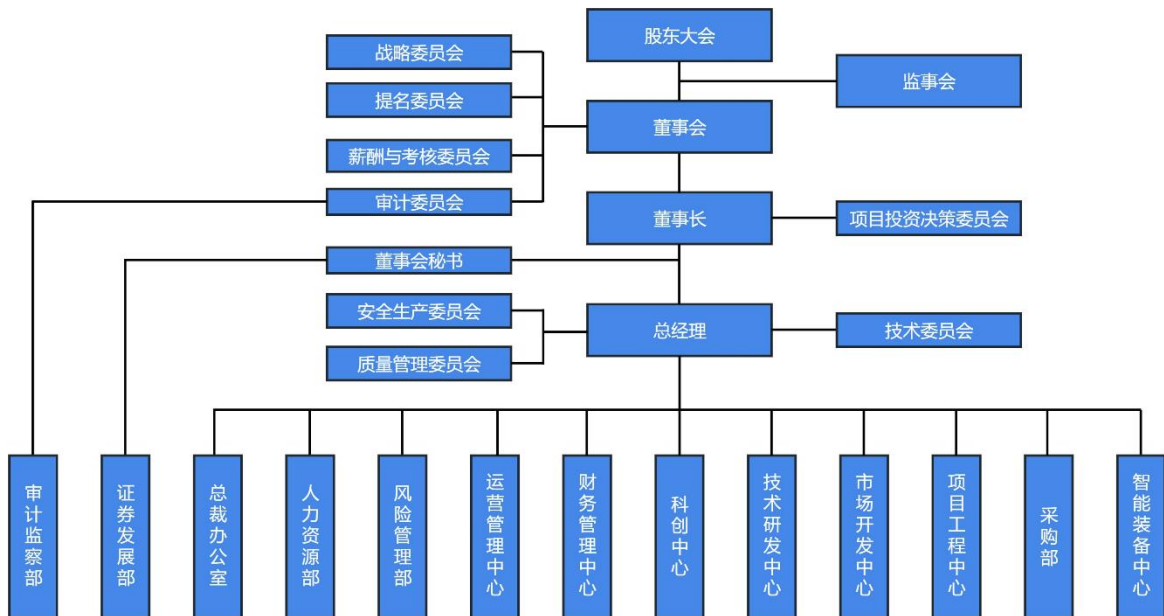 股东大会
战略委员会
监事会
提名委员会
董事会
薪酬与考核委员会
审计委员会
董事长
项目投资决策委员会
董事会秘书
安全生产委员会
总经理
技术委员会
质量管理委员会
审计监察部
证券发展部
总裁办公室
人力资源部
风险管理部
运营管理中心
财务管理中心
科创中心
技术研发中心
市场开发中心
项目工程中心
采购部
智能装备中心